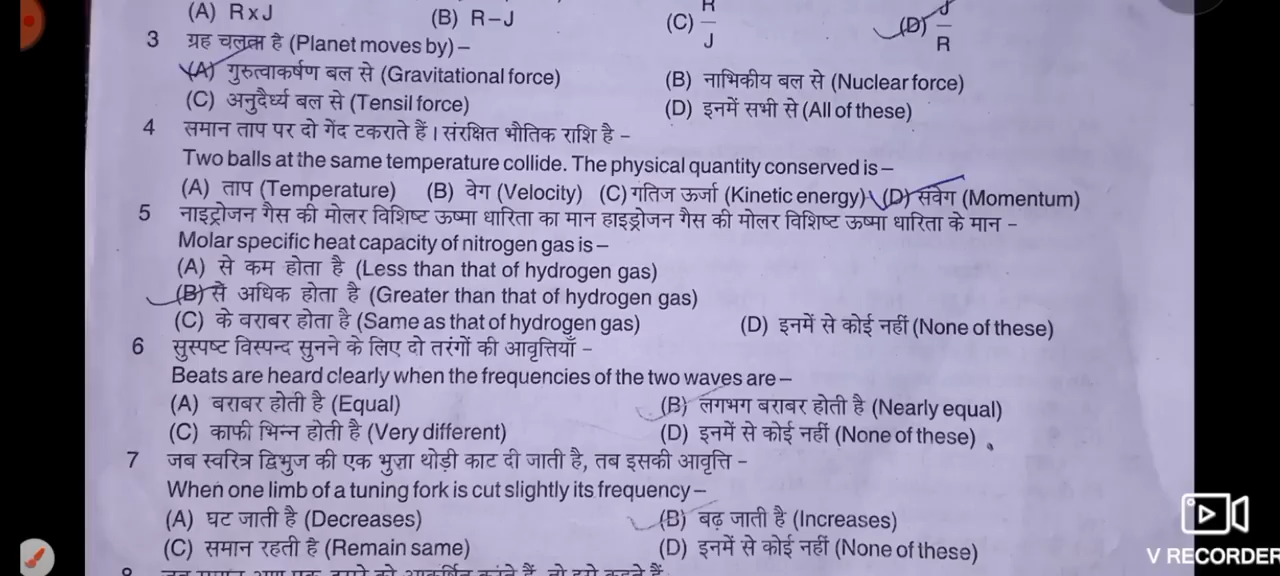 (A) RxJ (B) R-J (C) R/J (D) J/R
3 ग्रह चलता है (Planet moves by) –
(A) गुरुत्वाकर्षण बल से (Gravitational force) (B) नाभिकीय बल से (Nuclear force)
(C) अनुदैर्ध्य बल से (Tensil force) (D) इनमें सभी से (All of these)
4 समान ताप पर दो गेंद टकराते हैं। संरक्षित भौतिक राशि है –
Two balls at the same temperature collide. The physical quantity conserved is –
(A) ताप (Temperature) (B) वेग (Velocity) (C) गतिज ऊर्जा (Kinetic energy) (D) संवेग (Momentum)
5 नाइट्रोजन गैस की मोलर विशिष्ट ऊष्मा धारिता का मान हाइड्रोजन गैस की मोलर विशिष्ट ऊष्मा धारिता के मान –
Molar specific heat capacity of nitrogen gas is –
(A) से कम होता है (Less than that of hydrogen gas)
(B) से अधिक होता है (Greater than that of hydrogen gas)
(C) के वराबर होता है (Same as that of hydrogen gas) (D) इनमें से कोई नहीं (None of these)
6 सुस्पष्ट विस्पन्द सुनने के लिए दो तरंगों की आवृत्तियाँ –
Beats are heard clearly when the frequencies of the two waves are –
(A) बराबर होती है (Equal) (B) लगभग बराबर होती है (Nearly equal)
(C) काफी भिन्न होती है (Very different) (D) इनमें से कोई नहीं (None of these)
7 जब स्वरित्र द्विभुज की एक भुज़ा थोड़ी काट दी जाती है, तब इसकी आवृत्ति –
When one limb of a tuning fork is cut slightly its frequency –
(A) घट जाती है (Decreases) (B) बढ़ जाती है (Increases)
(C) समान रहती है (Remain same) (D) इनमें से कोई नहीं (None of these)
V RECORDER